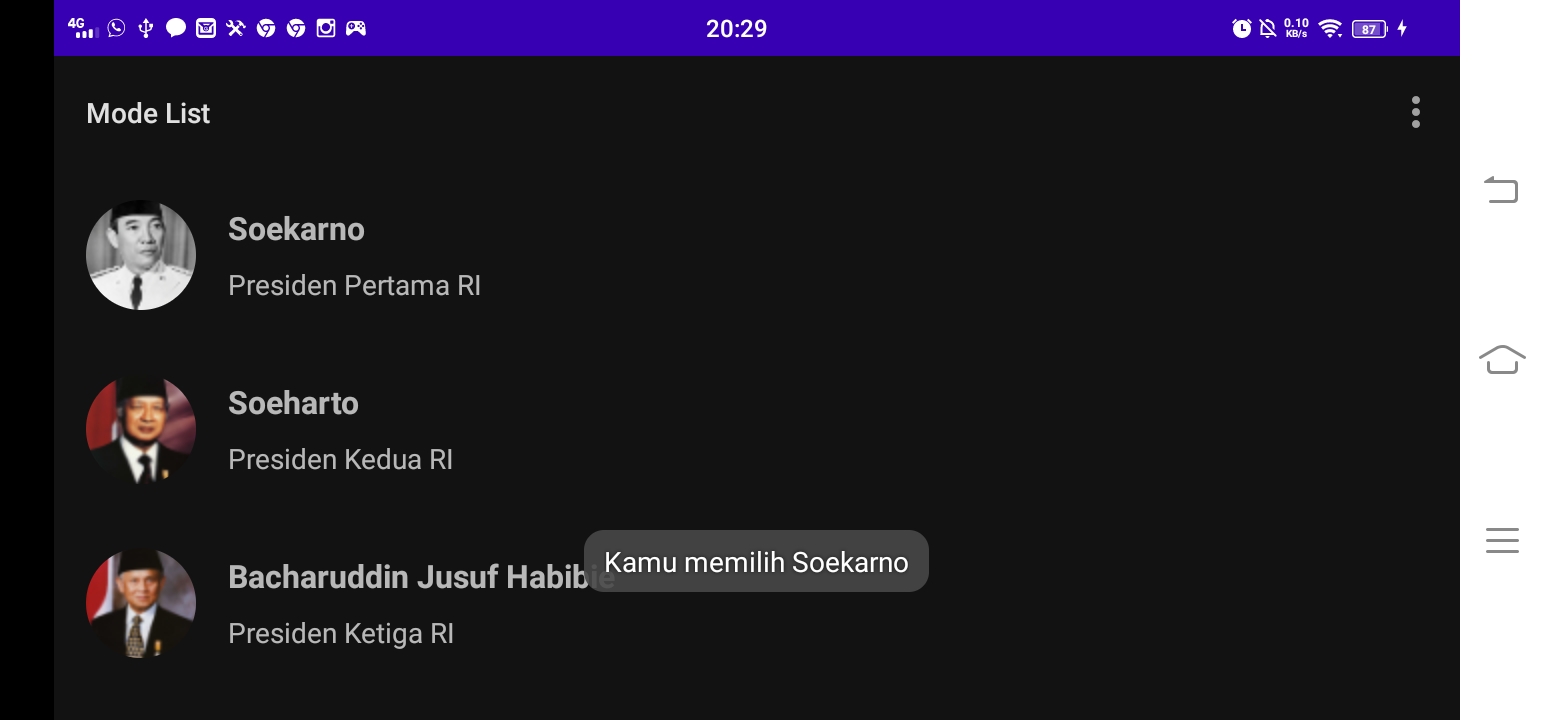 4G
20:29
0.10
KB/s
87
Mode List
Soekarno
Presiden Pertama RI
Soeharto
Presiden Kedua RI
Bacharuddin Jusuf Habibie
Kamu memilih Soekarno
Presiden Ketiga RI